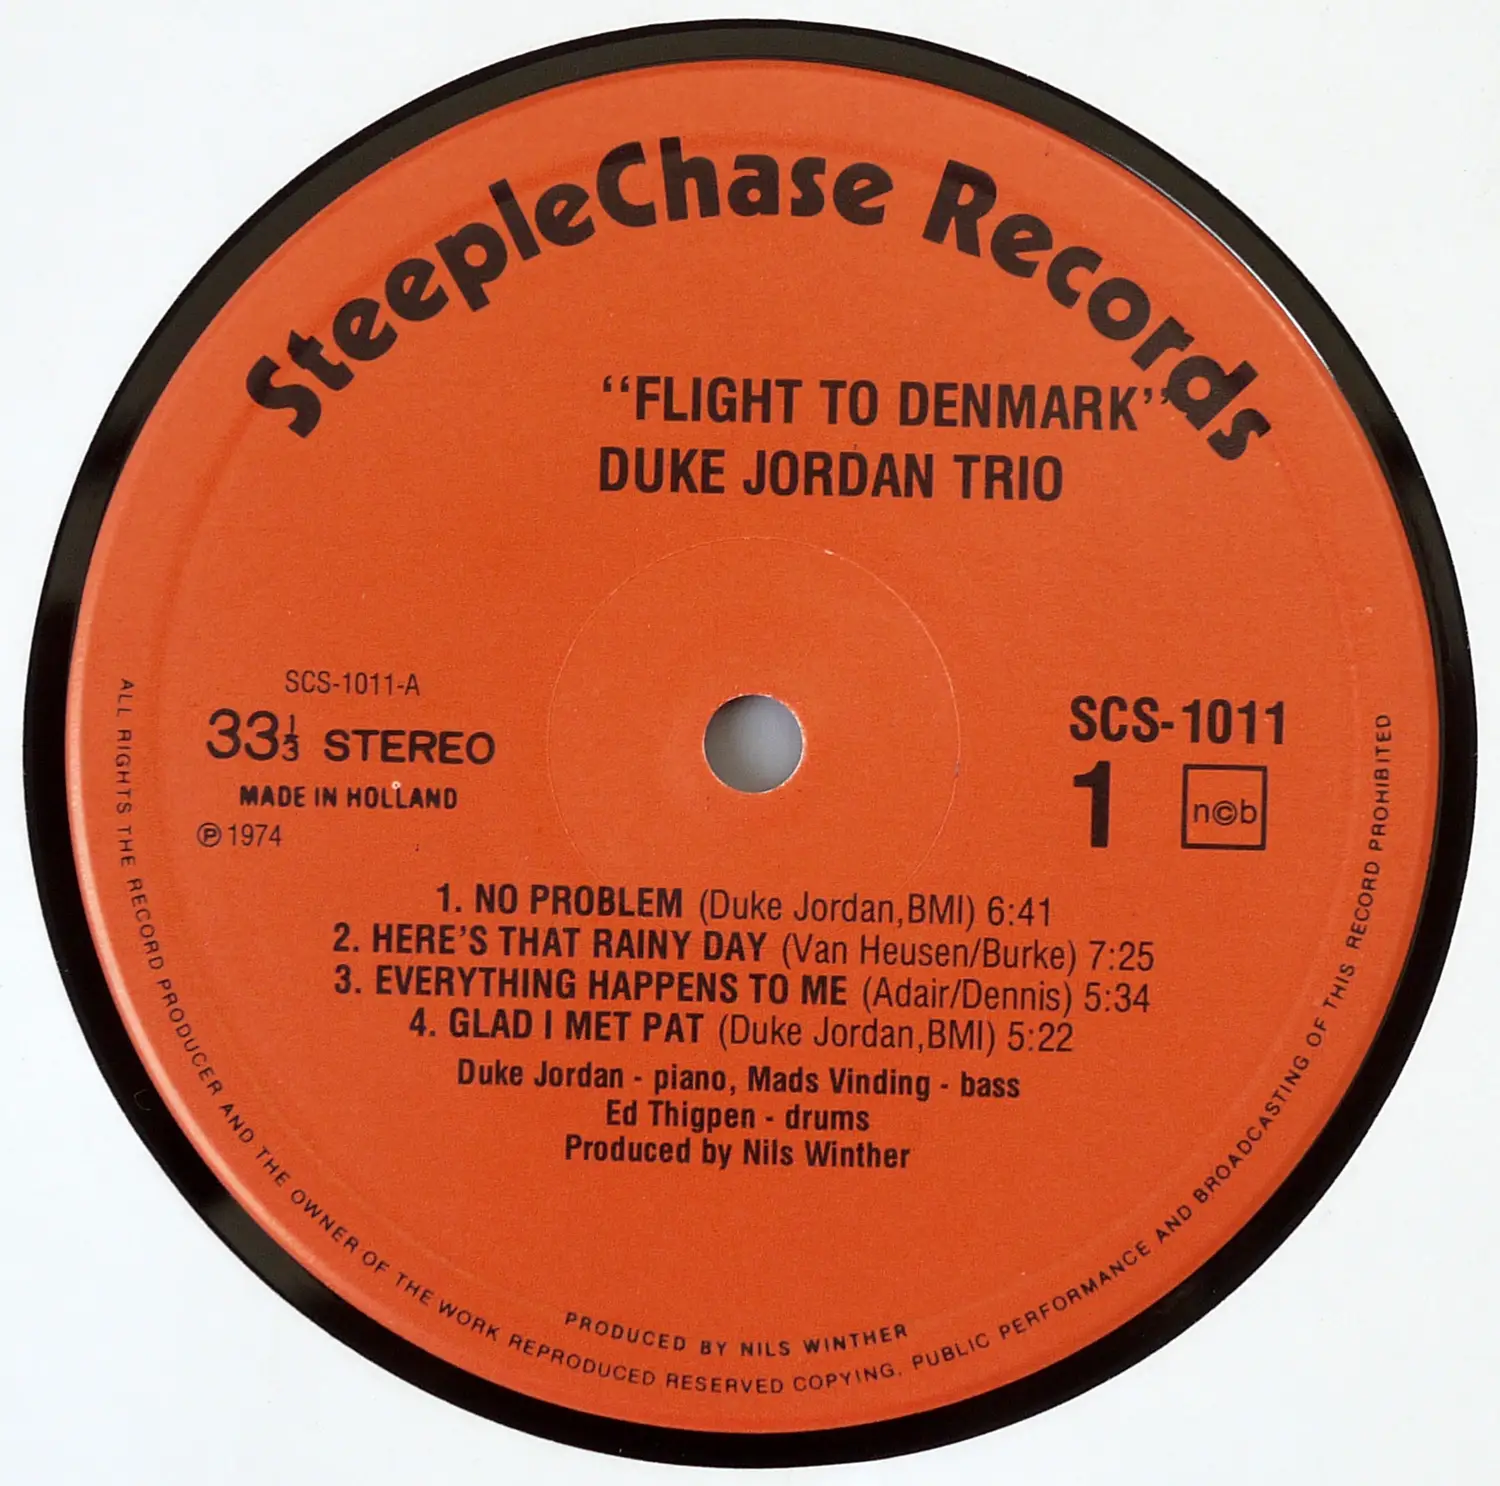 SteepleChase Records
“FLIGHT TO DENMARK”
DUKE JORDAN TRIO
SCS-1011-A
33⅓ STEREO
MADE IN HOLLAND
℗ 1974
SCS-1011
1
n©b
1. NO PROBLEM (Duke Jordan,BMI) 6:41
2. HERE'S THAT RAINY DAY (Van Heusen/Burke) 7:25
3. EVERYTHING HAPPENS TO ME (Adair/Dennis) 5:34
4. GLAD I MET PAT (Duke Jordan,BMI) 5:22
Duke Jordan - piano, Mads Vinding - bass
Ed Thigpen - drums
Produced by Nils Winther
PRODUCED BY NILS WINTHER
ALL RIGHTS THE RECORD PRODUCER AND THE OWNER OF THE WORK REPRODUCED RESERVED COPYING, PUBLIC PERFORMANCE AND BROADCASTING OF THIS RECORD PROHIBITED